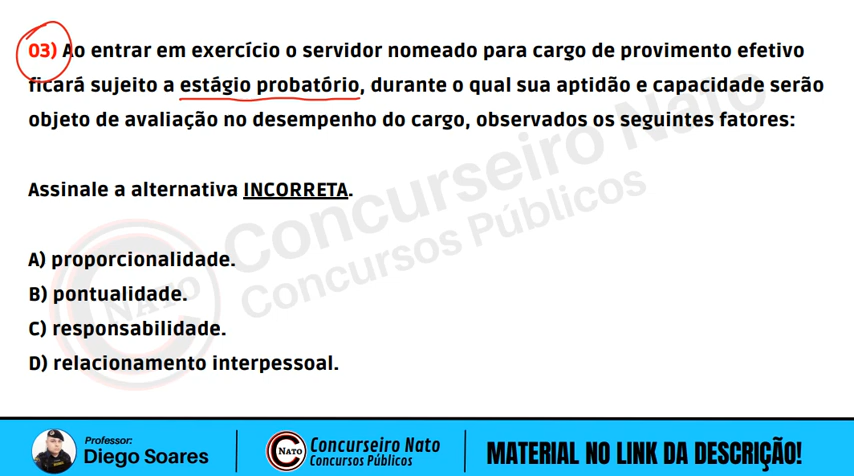 03) Ao entrar em exercício o servidor nomeado para cargo de provimento efetivo
ficará sujeito a estágio probatório, durante o qual sua aptidão e capacidade serão
objeto de avaliação no desempenho do cargo, observados os seguintes fatores:
Assinale a alternativa INCORRETA.
A) proporcionalidade.
B) pontualidade.
C) responsabilidade.
D) relacionamento interpessoal.
Concurseiro Nato
Concursos Públicos
NATO
Professor:
Diego Soares
NATO
Concurseiro Nato
Concursos Públicos
MATERIAL NO LINK DA DESCRIÇÃO!